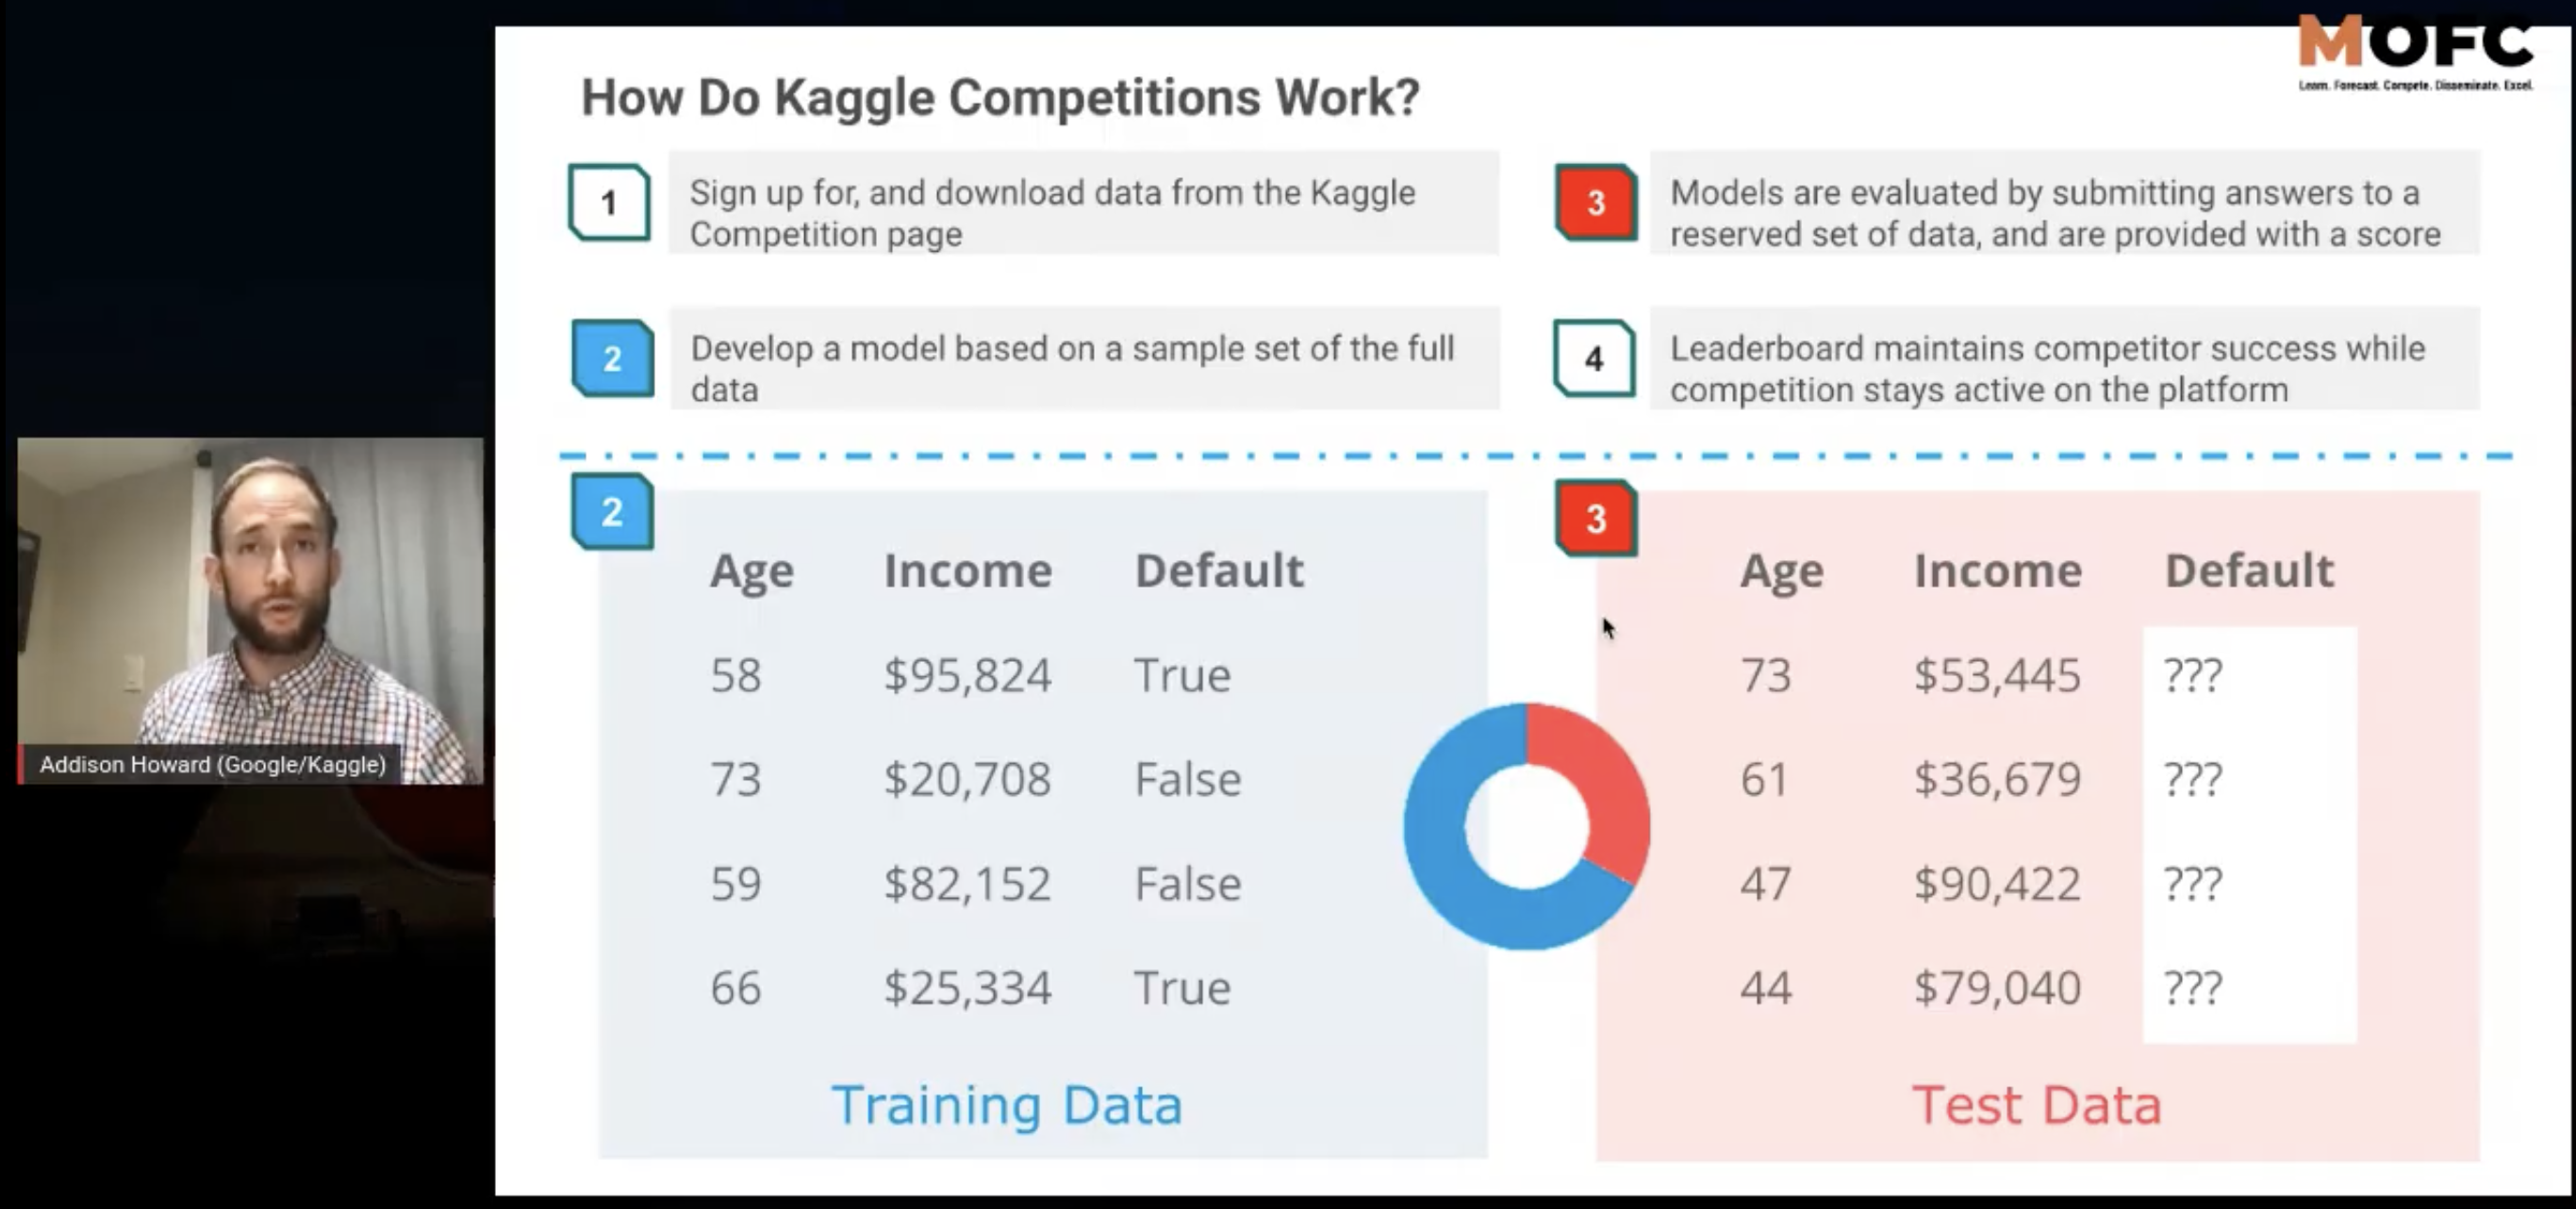 MOFC
Learn. Forecast. Compete. Disseminate. Excel.
How Do Kaggle Competitions Work?
1
Sign up for, and download data from the Kaggle
Competition page
2
Develop a model based on a sample set of the full
data
3
Models are evaluated by submitting answers to a
reserved set of data, and are provided with a score
4
Leaderboard maintains competitor success while
competition stays active on the platform
2
Age Income Default
58 $95,824 True
73 $20,708 False
59 $82,152 False
66 $25,334 True
Training Data
3
Age Income Default
73 $53,445 ???
61 $36,679 ???
47 $90,422 ???
44 $79,040 ???
Test Data
Addison Howard (Google/Kaggle)